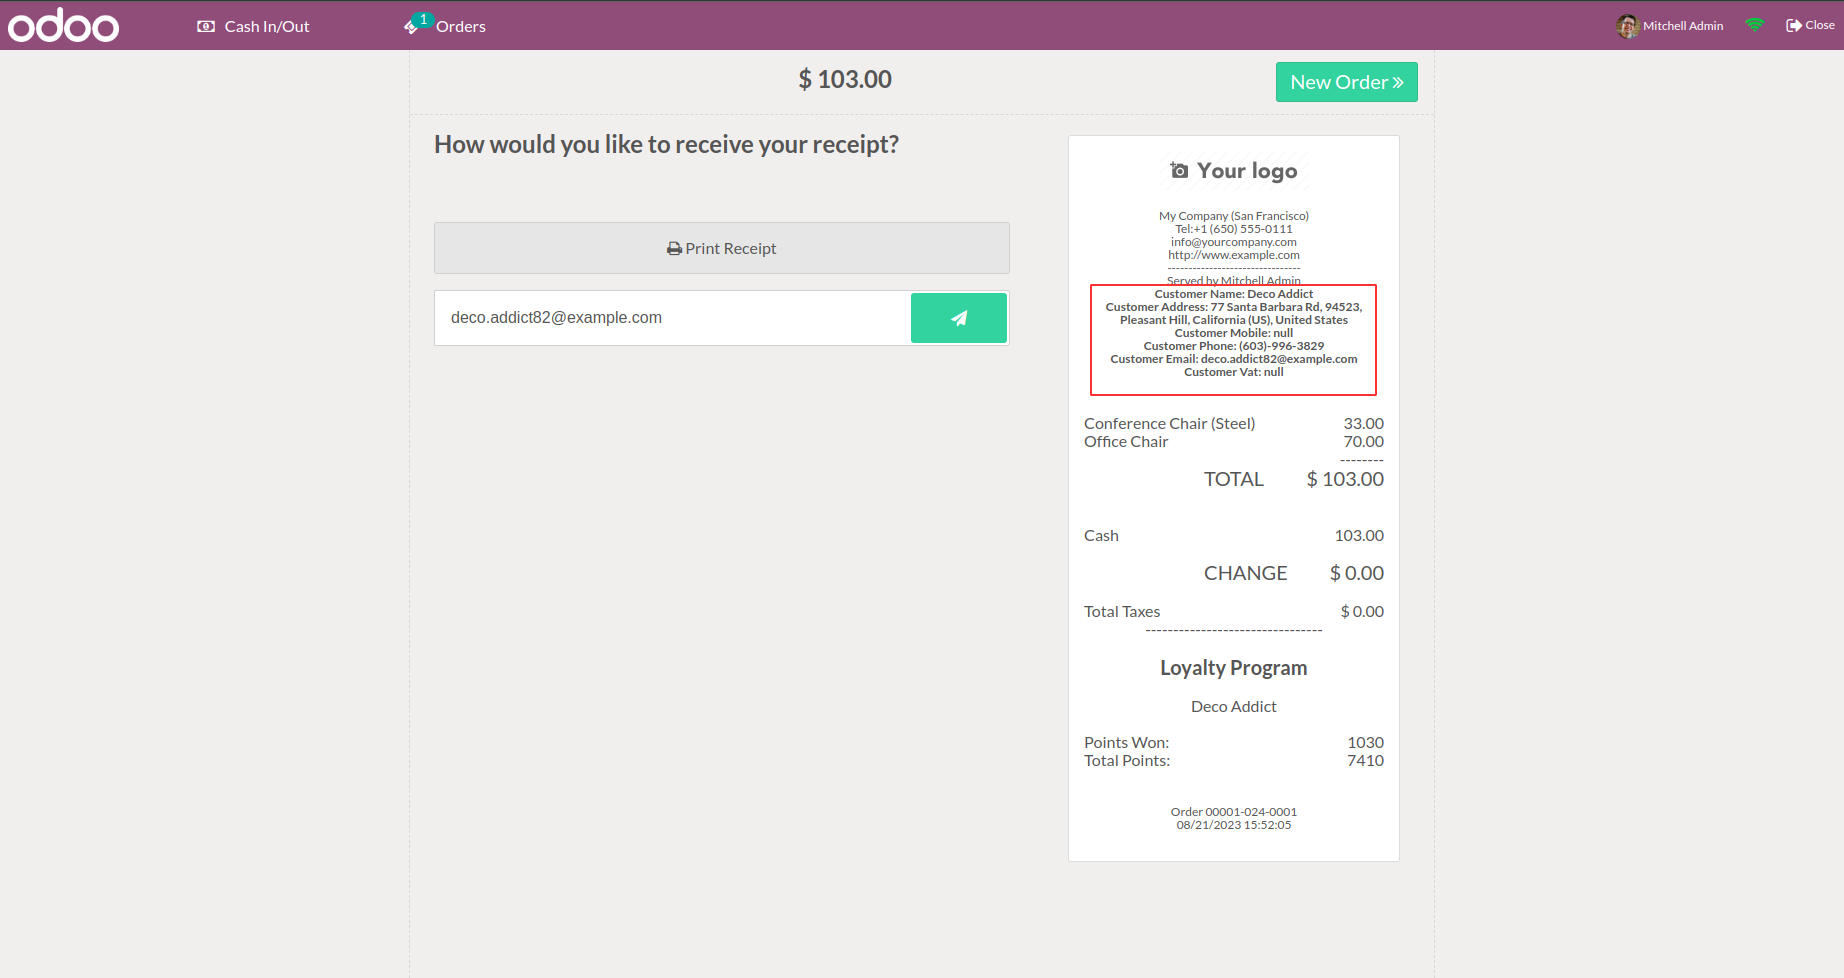 odoo
Cash In/Out
1
Orders
Mitchell Admin
Close
$ 103.00
New Order
How would you like to receive your receipt?
Print Receipt
deco.addict82@example.com
Your logo
My Company (San Francisco)
Tel:+1 (650) 555-0111
info@yourcompany.com
http://www.example.com
--------------------------------
Served by Mitchell Admin
Customer Name: Deco Addict
Customer Address: 77 Santa Barbara Rd, 94523,
Pleasant Hill, California (US), United States
Customer Mobile: null
Customer Phone: (603)-996-3829
Customer Email: deco.addict82@example.com
Customer Vat: null
Conference Chair (Steel) 33.00
Office Chair 70.00
--------
TOTAL $ 103.00
Cash 103.00
CHANGE $ 0.00
Total Taxes $ 0.00
--------------------------------
Loyalty Program
Deco Addict
Points Won: 1030
Total Points: 7410
Order 00001-024-0001
08/21/2023 15:52:05